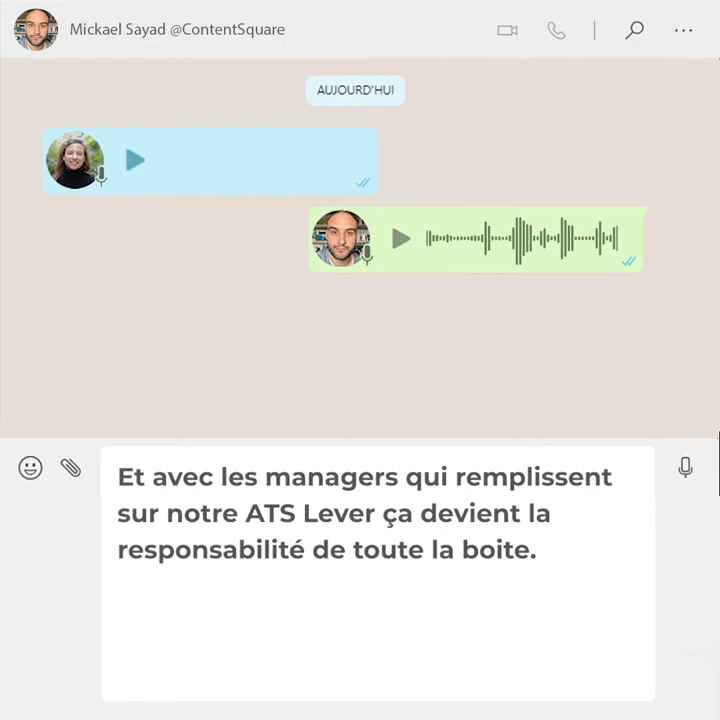 Mickael Sayad @ContentSquare
AUJOURD'HUI
Et avec les managers qui remplissent
sur notre ATS Lever ça devient la
responsabilité de toute la boite.